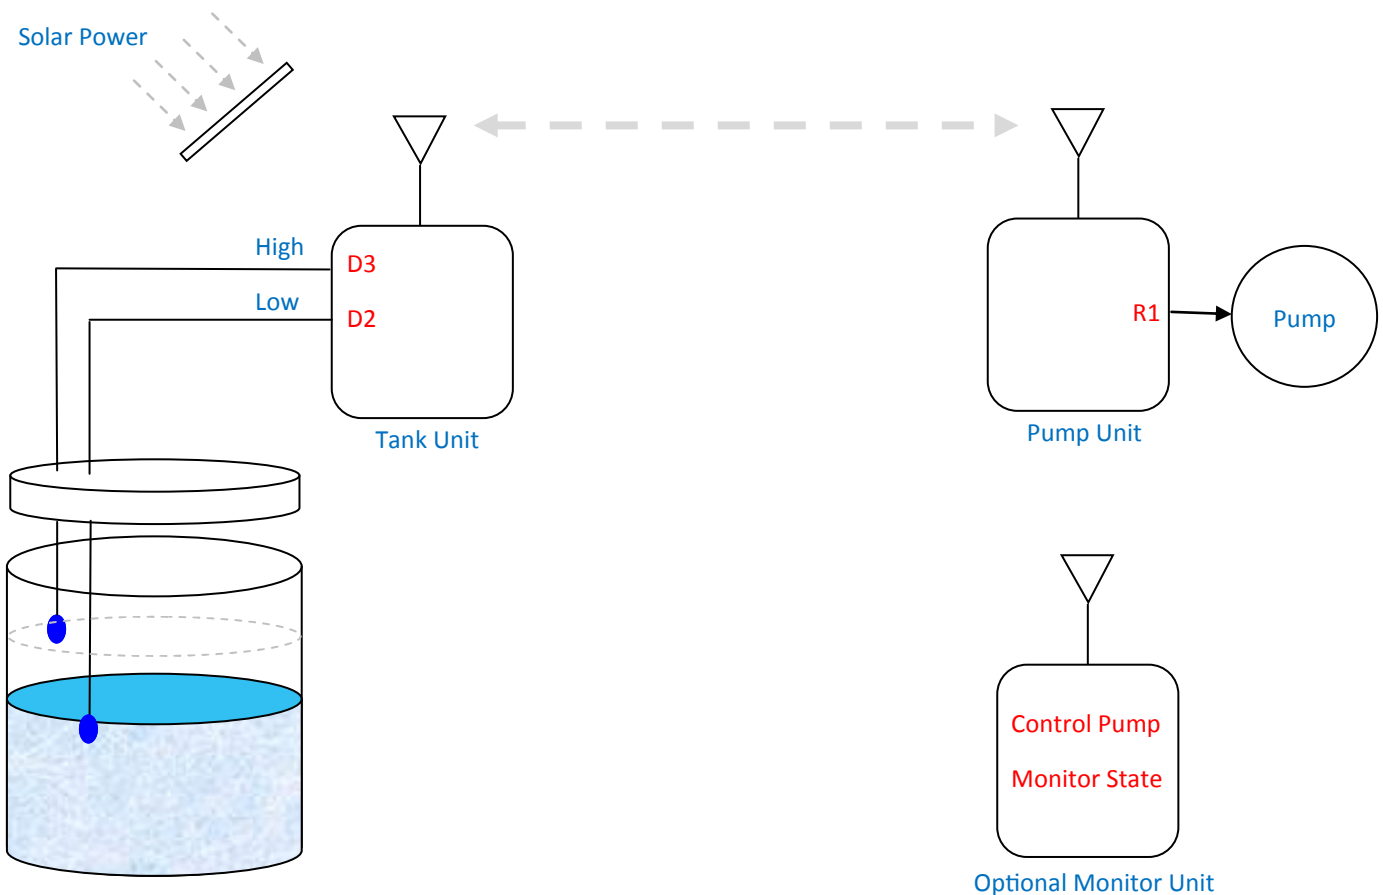 Solar Power
High
D3
Low
D2
Tank Unit
R1
Pump
Pump Unit
Control Pump
Monitor State
Optional Monitor Unit